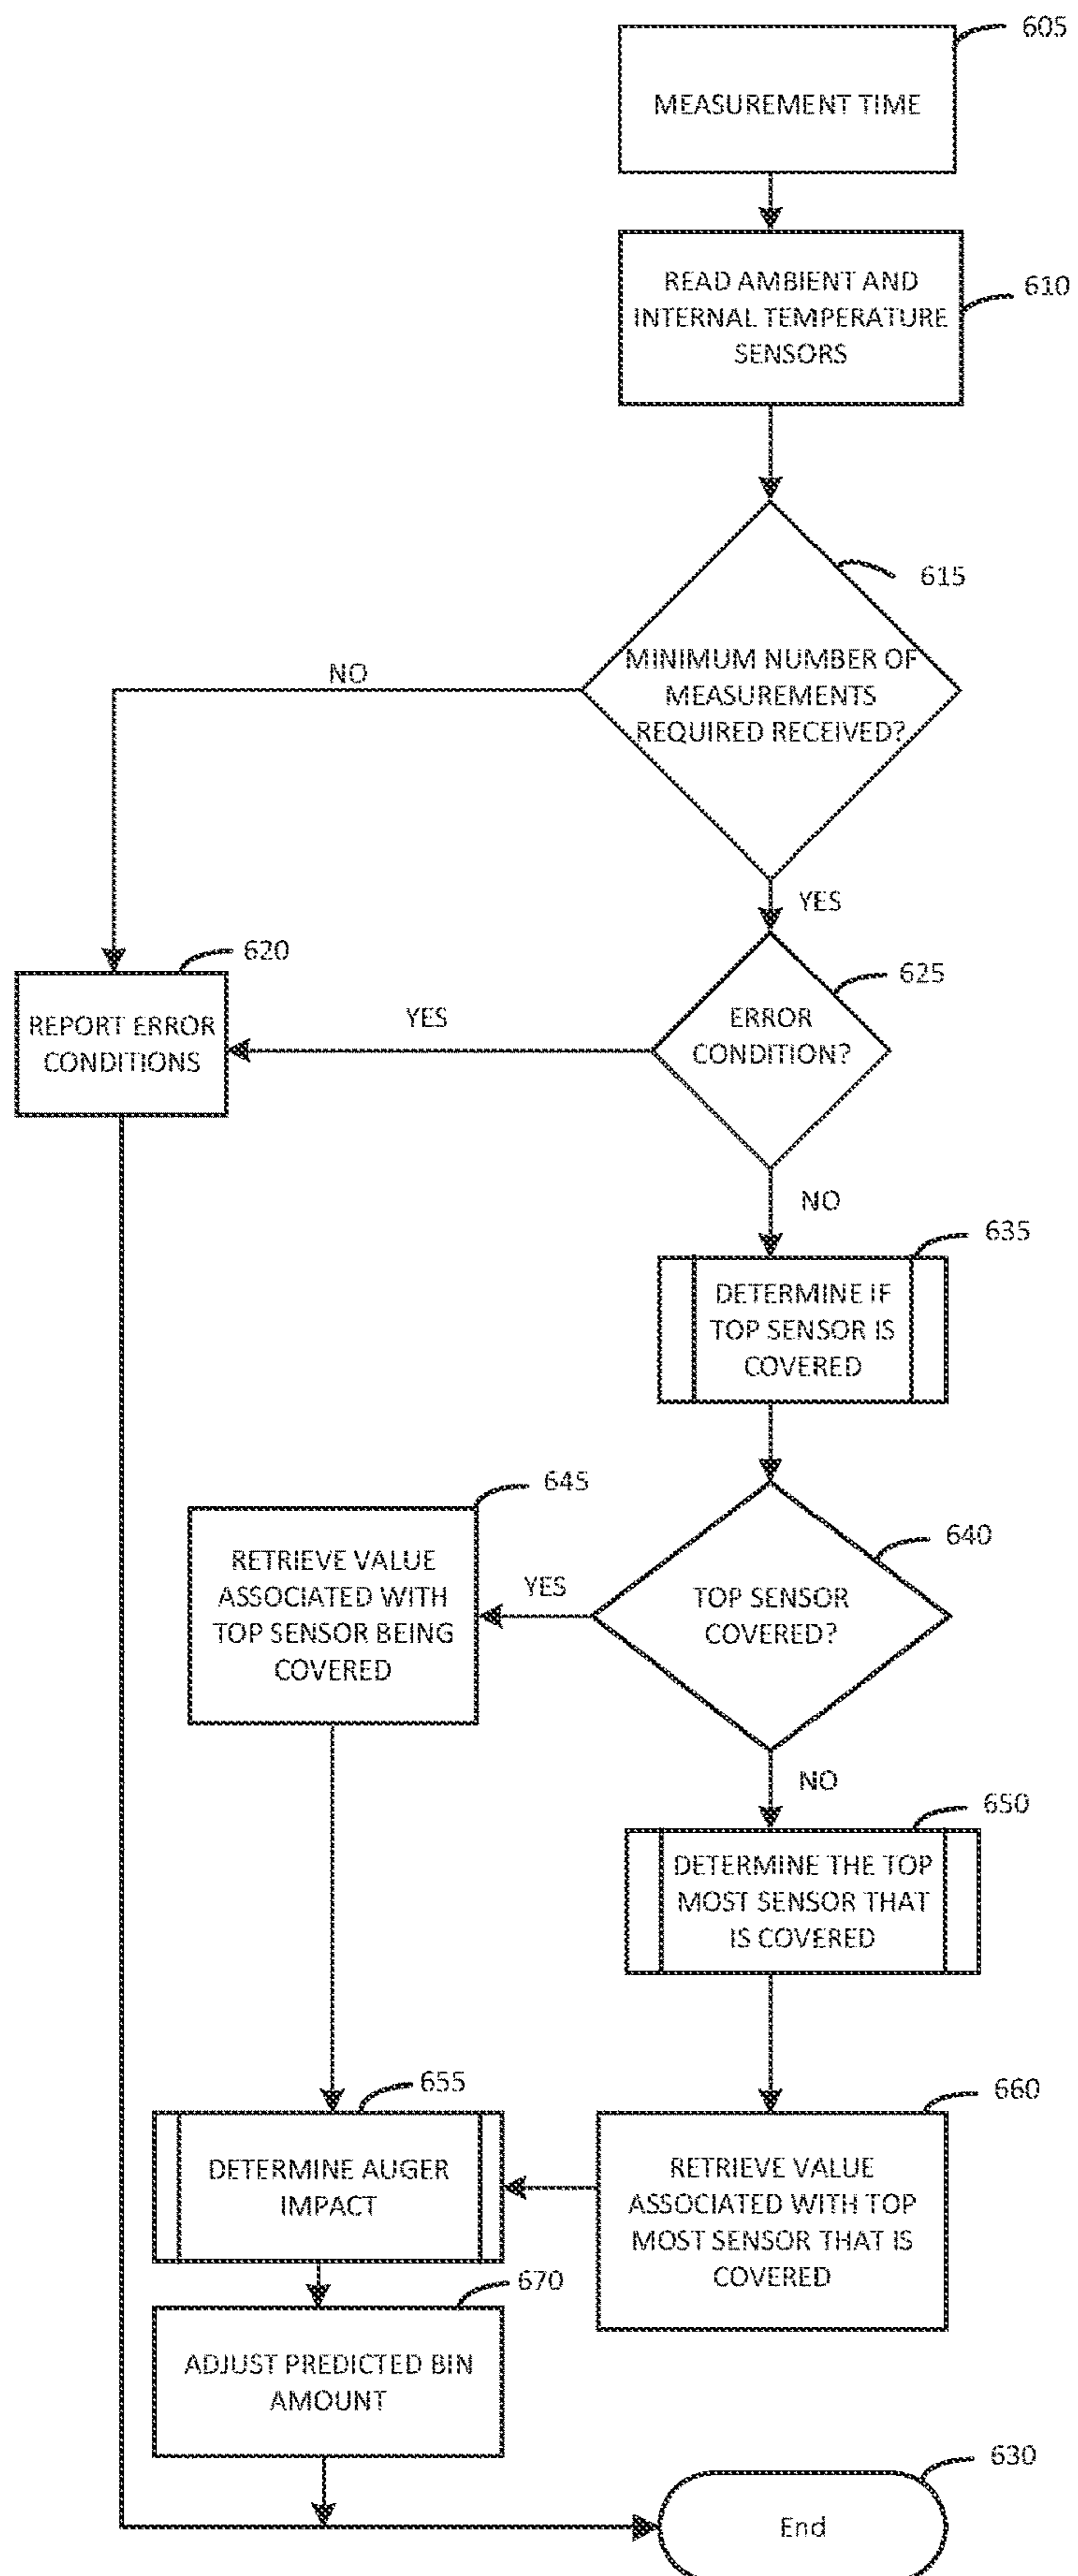 605
MEASUREMENT TIME
610
READ AMBIENT AND
INTERNAL TEMPERATURE
SENSORS
615
MINIMUM NUMBER OF
MEASUREMENTS
REQUIRED RECEIVED?
NO
YES
620
REPORT ERROR
CONDITIONS
625
ERROR
CONDITION?
YES
NO
635
DETERMINE IF
TOP SENSOR IS
COVERED
640
TOP SENSOR
COVERED?
YES
645
RETRIEVE VALUE
ASSOCIATED WITH
TOP SENSOR BEING
COVERED
NO
650
DETERMINE THE TOP
MOST SENSOR THAT
IS COVERED
655
DETERMINE AUGER
IMPACT
660
RETRIEVE VALUE
ASSOCIATED WITH TOP
MOST SENSOR THAT IS
COVERED
670
ADJUST PREDICTED BIN
AMOUNT
630
End